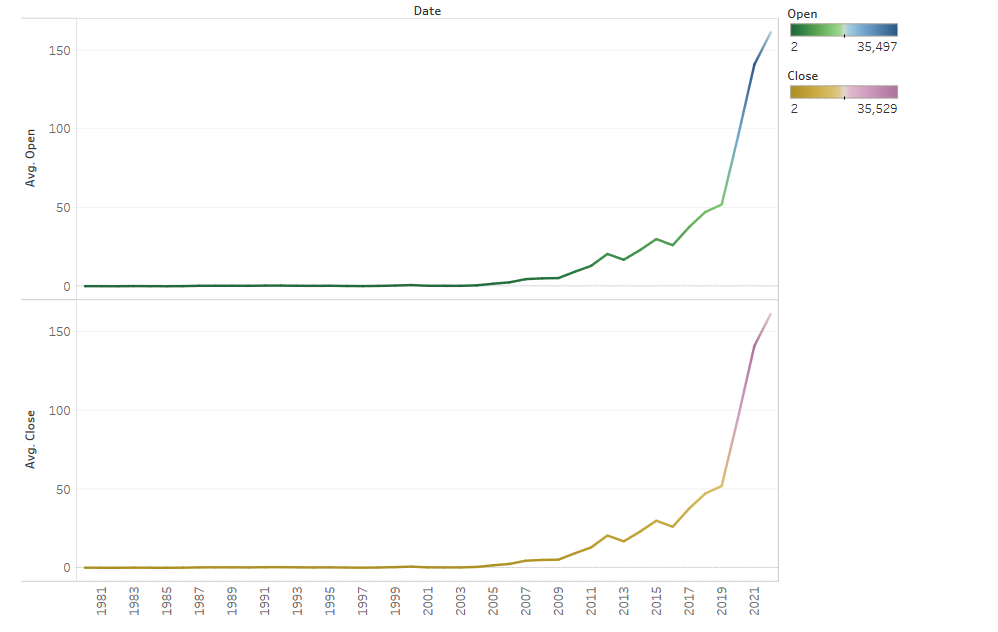 Date
Avg. Open
150
100
50
0
Avg. Close
150
100
50
0
1981 1983 1985 1987 1989 1991 1993 1995 1997 1999 2001 2003 2005 2007 2009 2011 2013 2015 2017 2019 2021
Open
2 35,497
Close
2 35,529